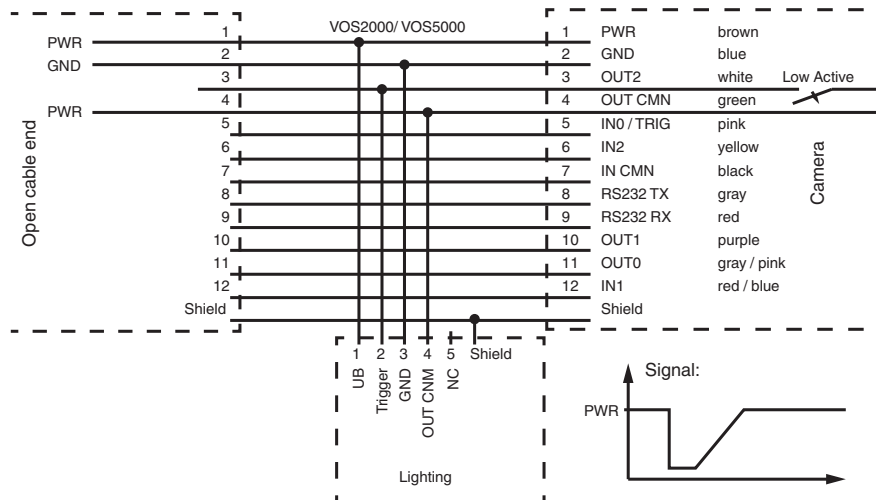 VOS2000/ VOS5000
PWR 1 1 PWR brown
GND 2 2 GND blue
3 3 OUT2 white Low Active
PWR 4 4 OUT CMN green
5 5 IN0 / TRIG pink
6 6 IN2 yellow
7 7 IN CMN black
8 8 RS232 TX gray
9 9 RS232 RX red
10 10 OUT1 purple
11 11 OUT0 gray / pink
12 12 IN1 red / blue
Shield Shield
Open cable end
Camera
1 2 3 4 5 Shield
UB
Trigger
GND
OUT CNM
NC
Lighting
Signal:
PWR